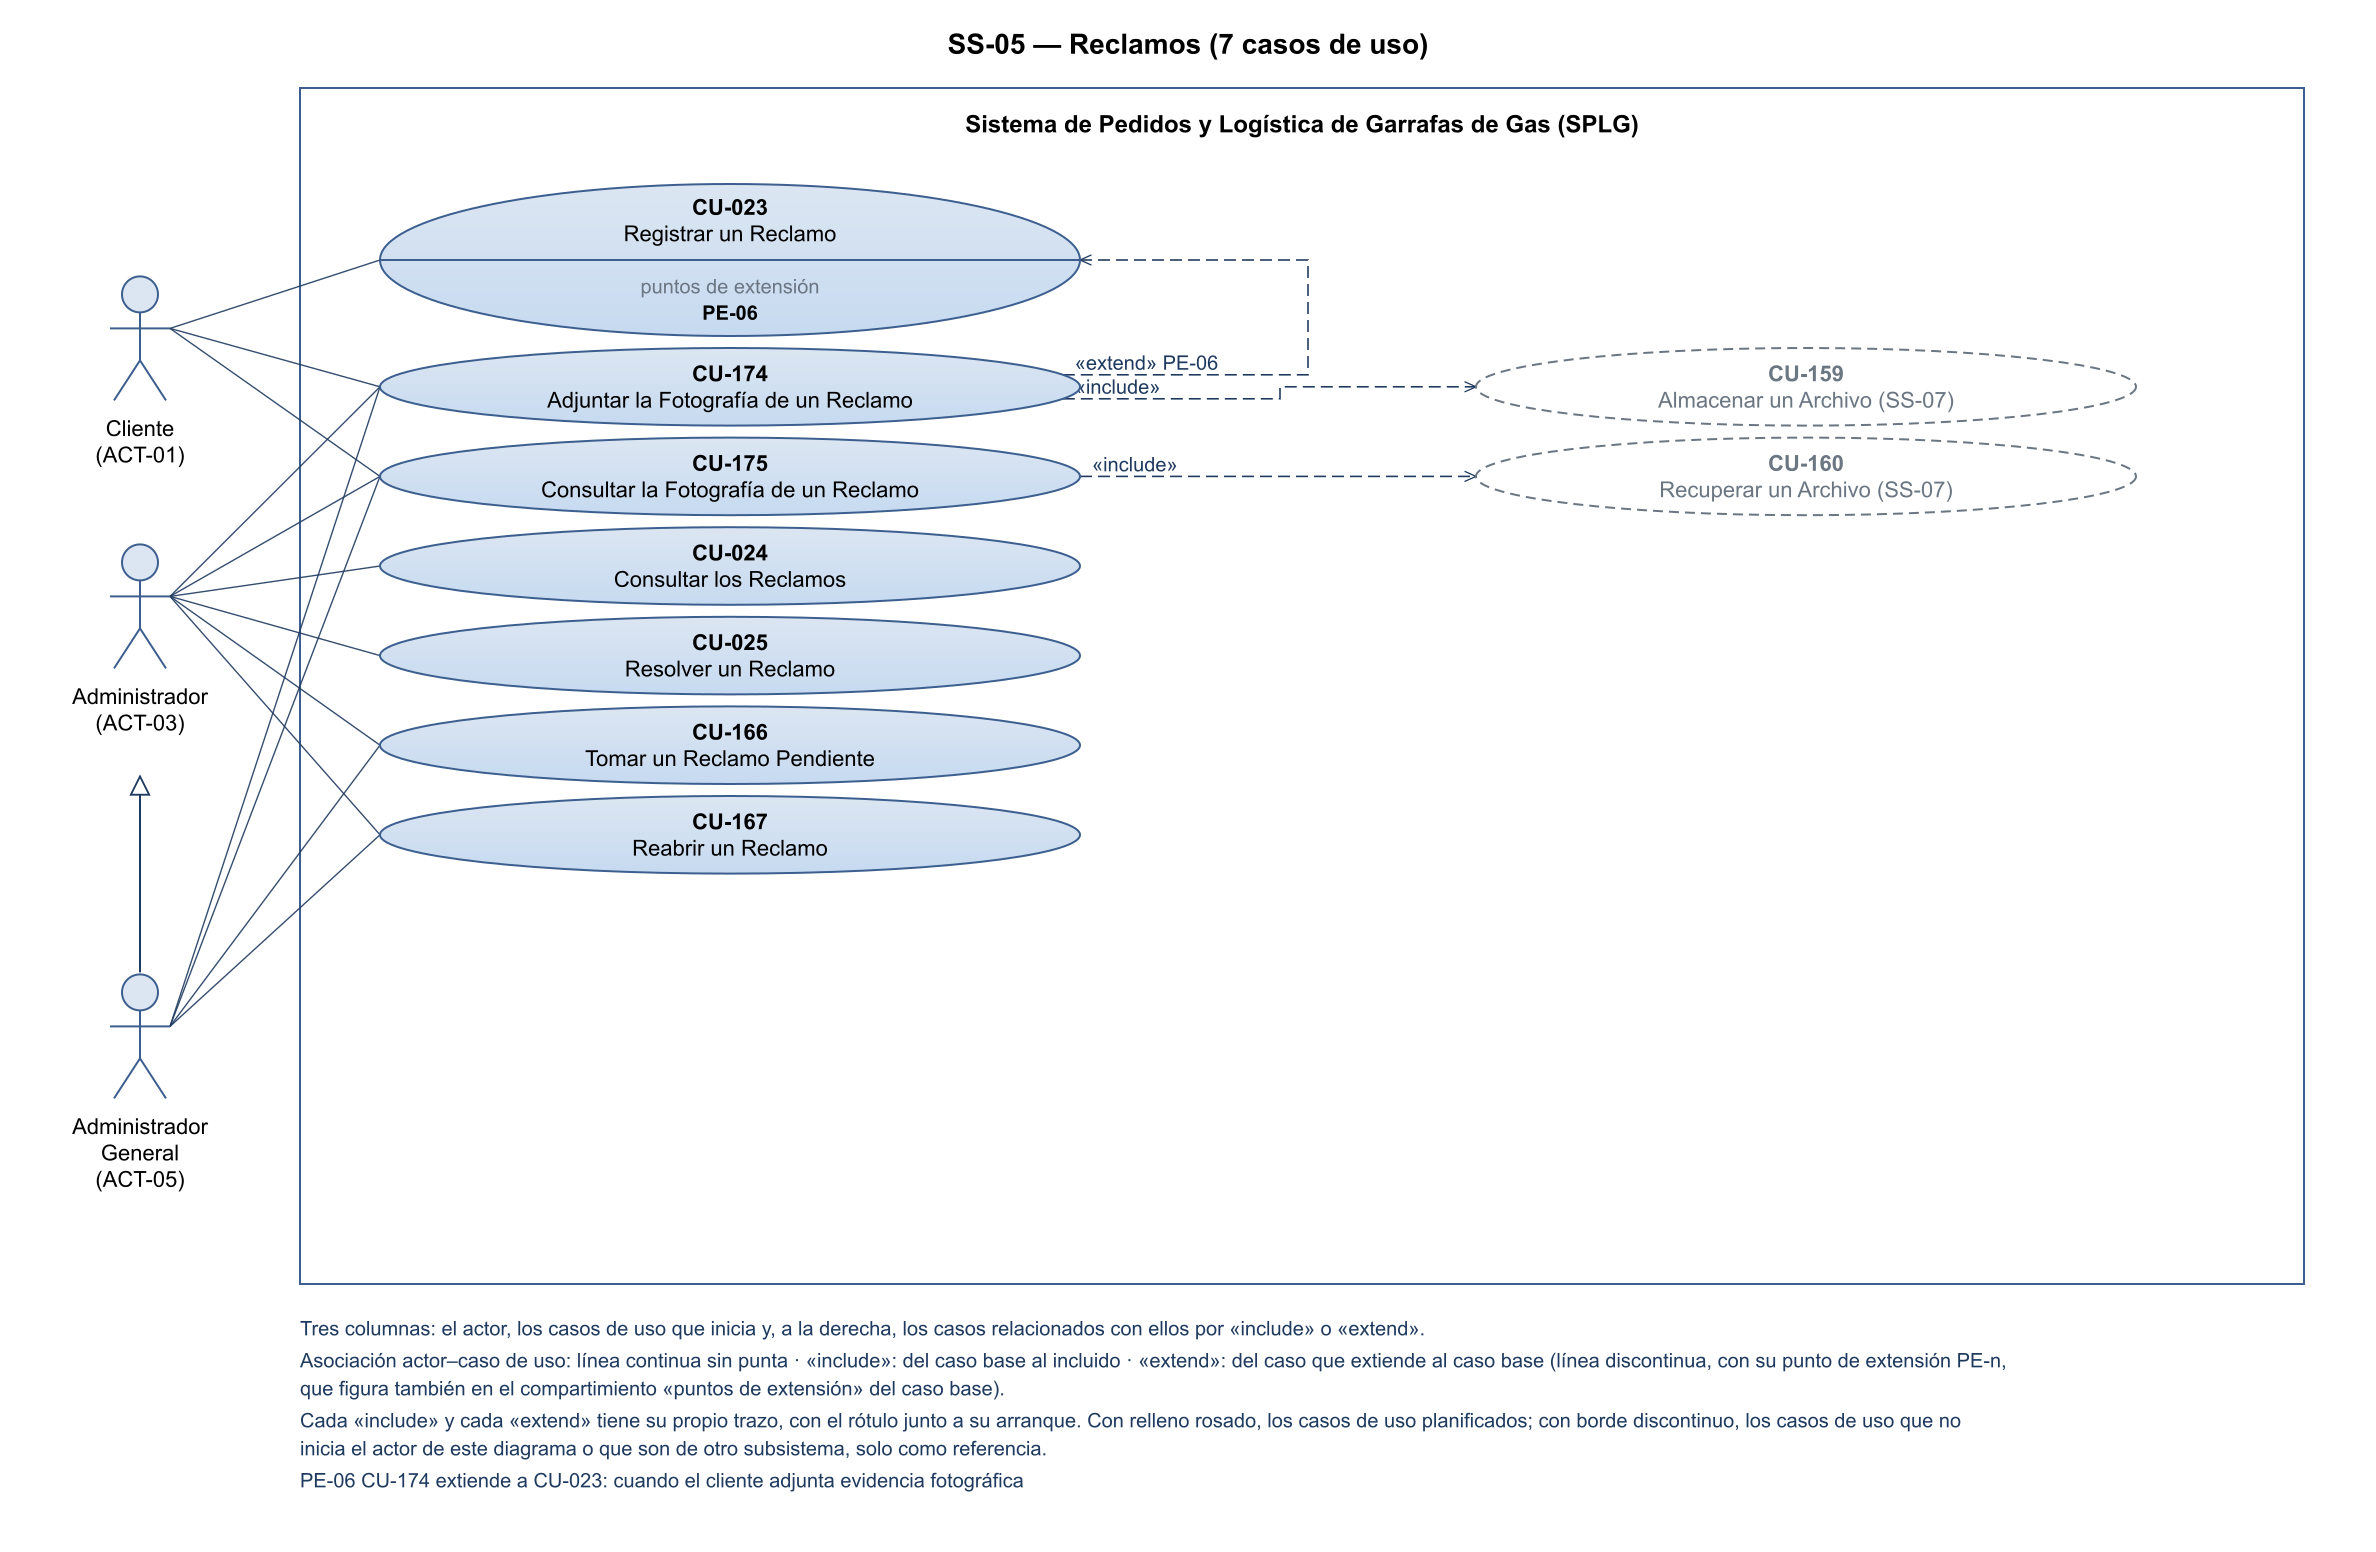 SS-05 — Reclamos (7 casos de uso)
Sistema de Pedidos y Logística de Garrafas de Gas (SPLG)
CU-023
Registrar un Reclamo
puntos de extensión
PE-06
«extend» PE-06
CU-174
Adjuntar la Fotografía de un Reclamo
«include»
CU-159
Almacenar un Archivo (SS-07)
Cliente
(ACT-01)
CU-175
Consultar la Fotografía de un Reclamo
«include»
CU-160
Recuperar un Archivo (SS-07)
CU-024
Consultar los Reclamos
CU-025
Resolver un Reclamo
Administrador
(ACT-03)
CU-166
Tomar un Reclamo Pendiente
CU-167
Reabrir un Reclamo
Administrador
General
(ACT-05)
Tres columnas: el actor, los casos de uso que inicia y, a la derecha, los casos relacionados con ellos por «include» o «extend».
Asociación actor–caso de uso: línea continua sin punta · «include»: del caso base al incluido · «extend»: del caso que extiende al caso base (línea discontinua, con su punto de extensión PE-n,
que figura también en el compartimiento «puntos de extensión» del caso base).
Cada «include» y cada «extend» tiene su propio trazo, con el rótulo junto a su arranque. Con relleno rosado, los casos de uso planificados; con borde discontinuo, los casos de uso que no
inicia el actor de este diagrama o que son de otro subsistema, solo como referencia.
PE-06 CU-174 extiende a CU-023: cuando el cliente adjunta evidencia fotográfica